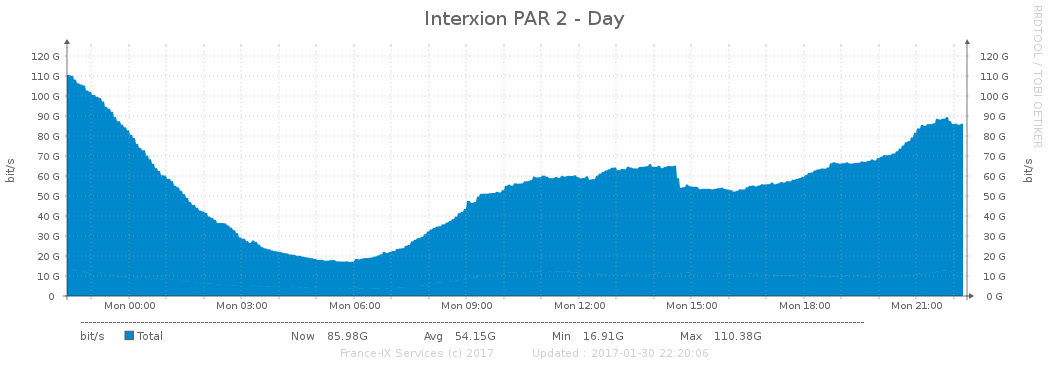 Interxion PAR 2 - Day
RRDTOOL / TOBI OETIKER
bit/s
120 G 120 G
110 G 110 G
100 G 100 G
90 G 90 G
80 G 80 G
70 G 70 G
60 G 60 G
50 G 50 G
40 G 40 G
30 G 30 G
20 G 20 G
10 G 10 G
0 0 G
bit/s
Mon 00:00 Mon 03:00 Mon 06:00 Mon 09:00 Mon 12:00 Mon 15:00 Mon 18:00 Mon 21:00
bit/s Total Now 85.98G Avg 54.15G Min 16.91G Max 110.38G
France-IX Services (c) 2017 Updated : 2017-01-30 22:20:06